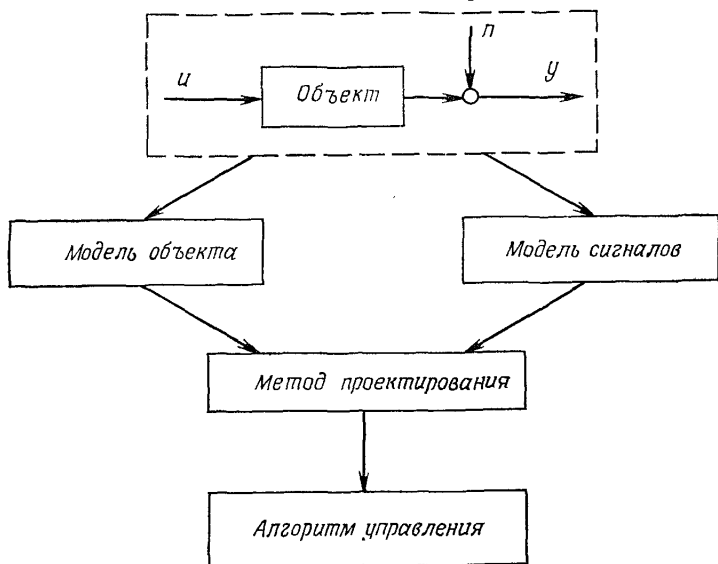 n
u
Объект
y
Модель объекта
Модель сигналов
Метод проектирования
Алгоритм управления